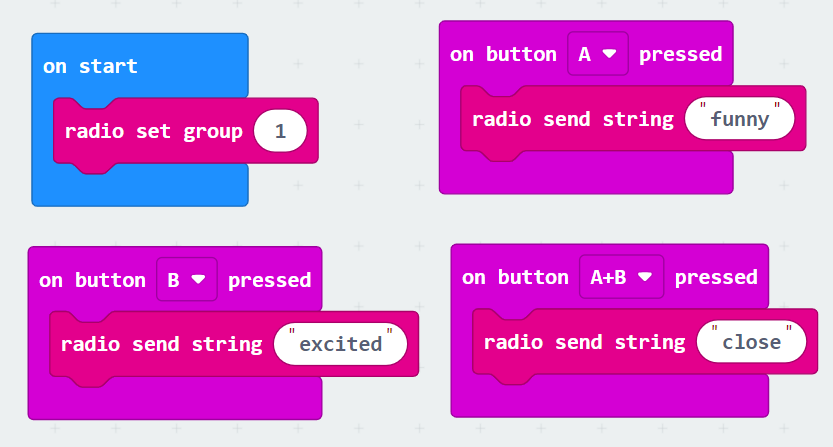 on start
radio set group 1
on button A pressed
radio send string "funny"
on button B pressed
radio send string "excited"
on button A+B pressed
radio send string "close"